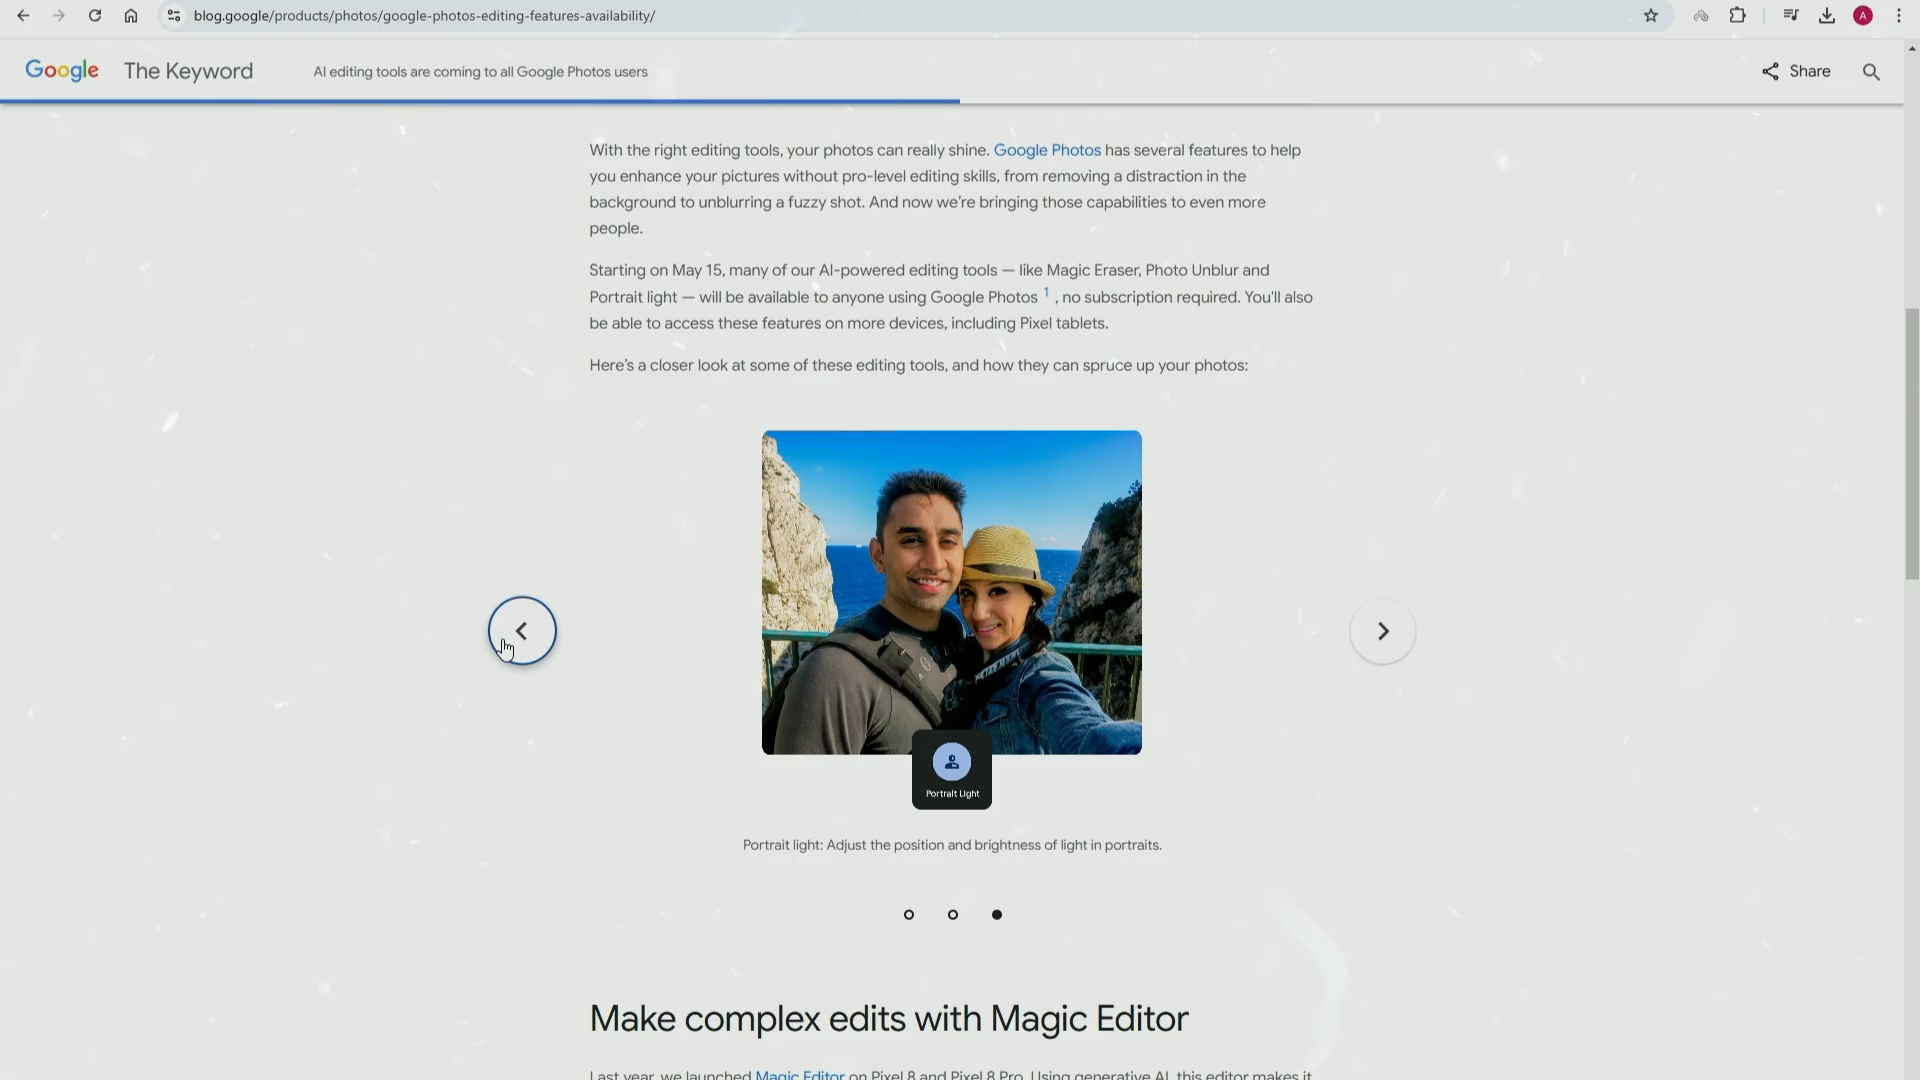 blog.google/products/photos/google-photos-editing-features-availability/
A
Google The Keyword AI editing tools are coming to all Google Photos users Share
With the right editing tools, your photos can really shine. Google Photos has several features to help
you enhance your pictures without pro-level editing skills, from removing a distraction in the
background to unblurring a fuzzy shot. And now we're bringing those capabilities to even more
people.
Starting on May 15, many of our AI-powered editing tools — like Magic Eraser, Photo Unblur and
Portrait light — will be available to anyone using Google Photos 1 , no subscription required. You'll also
be able to access these features on more devices, including Pixel tablets.
Here's a closer look at some of these editing tools, and how they can spruce up your photos:
Portrait Light
Portrait light: Adjust the position and brightness of light in portraits.
Make complex edits with Magic Editor
Last year, we launched Magic Editor on Pixel 8 and Pixel 8 Pro. Using generative AI, this editor makes it